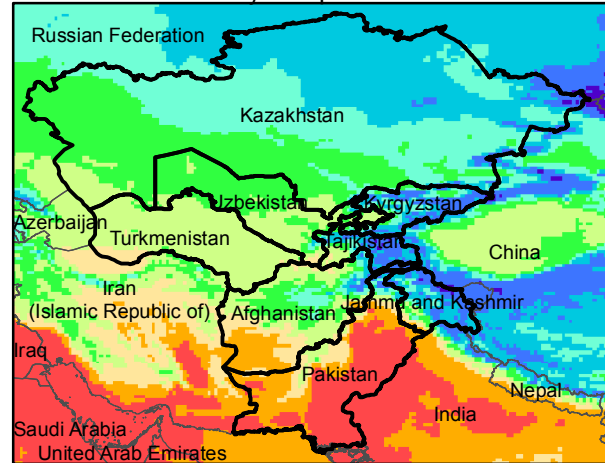 Russian Federation
Kazakhstan
Uzbekistan
Kyrgyzstan
Azerbaijan
Turkmenistan
Tajikistan
China
Iran
(Islamic Republic of)
Afghanistan
Jammu and Kashmir
Iraq
Pakistan
Nepal
India
Saudi Arabia
United Arab Emirates